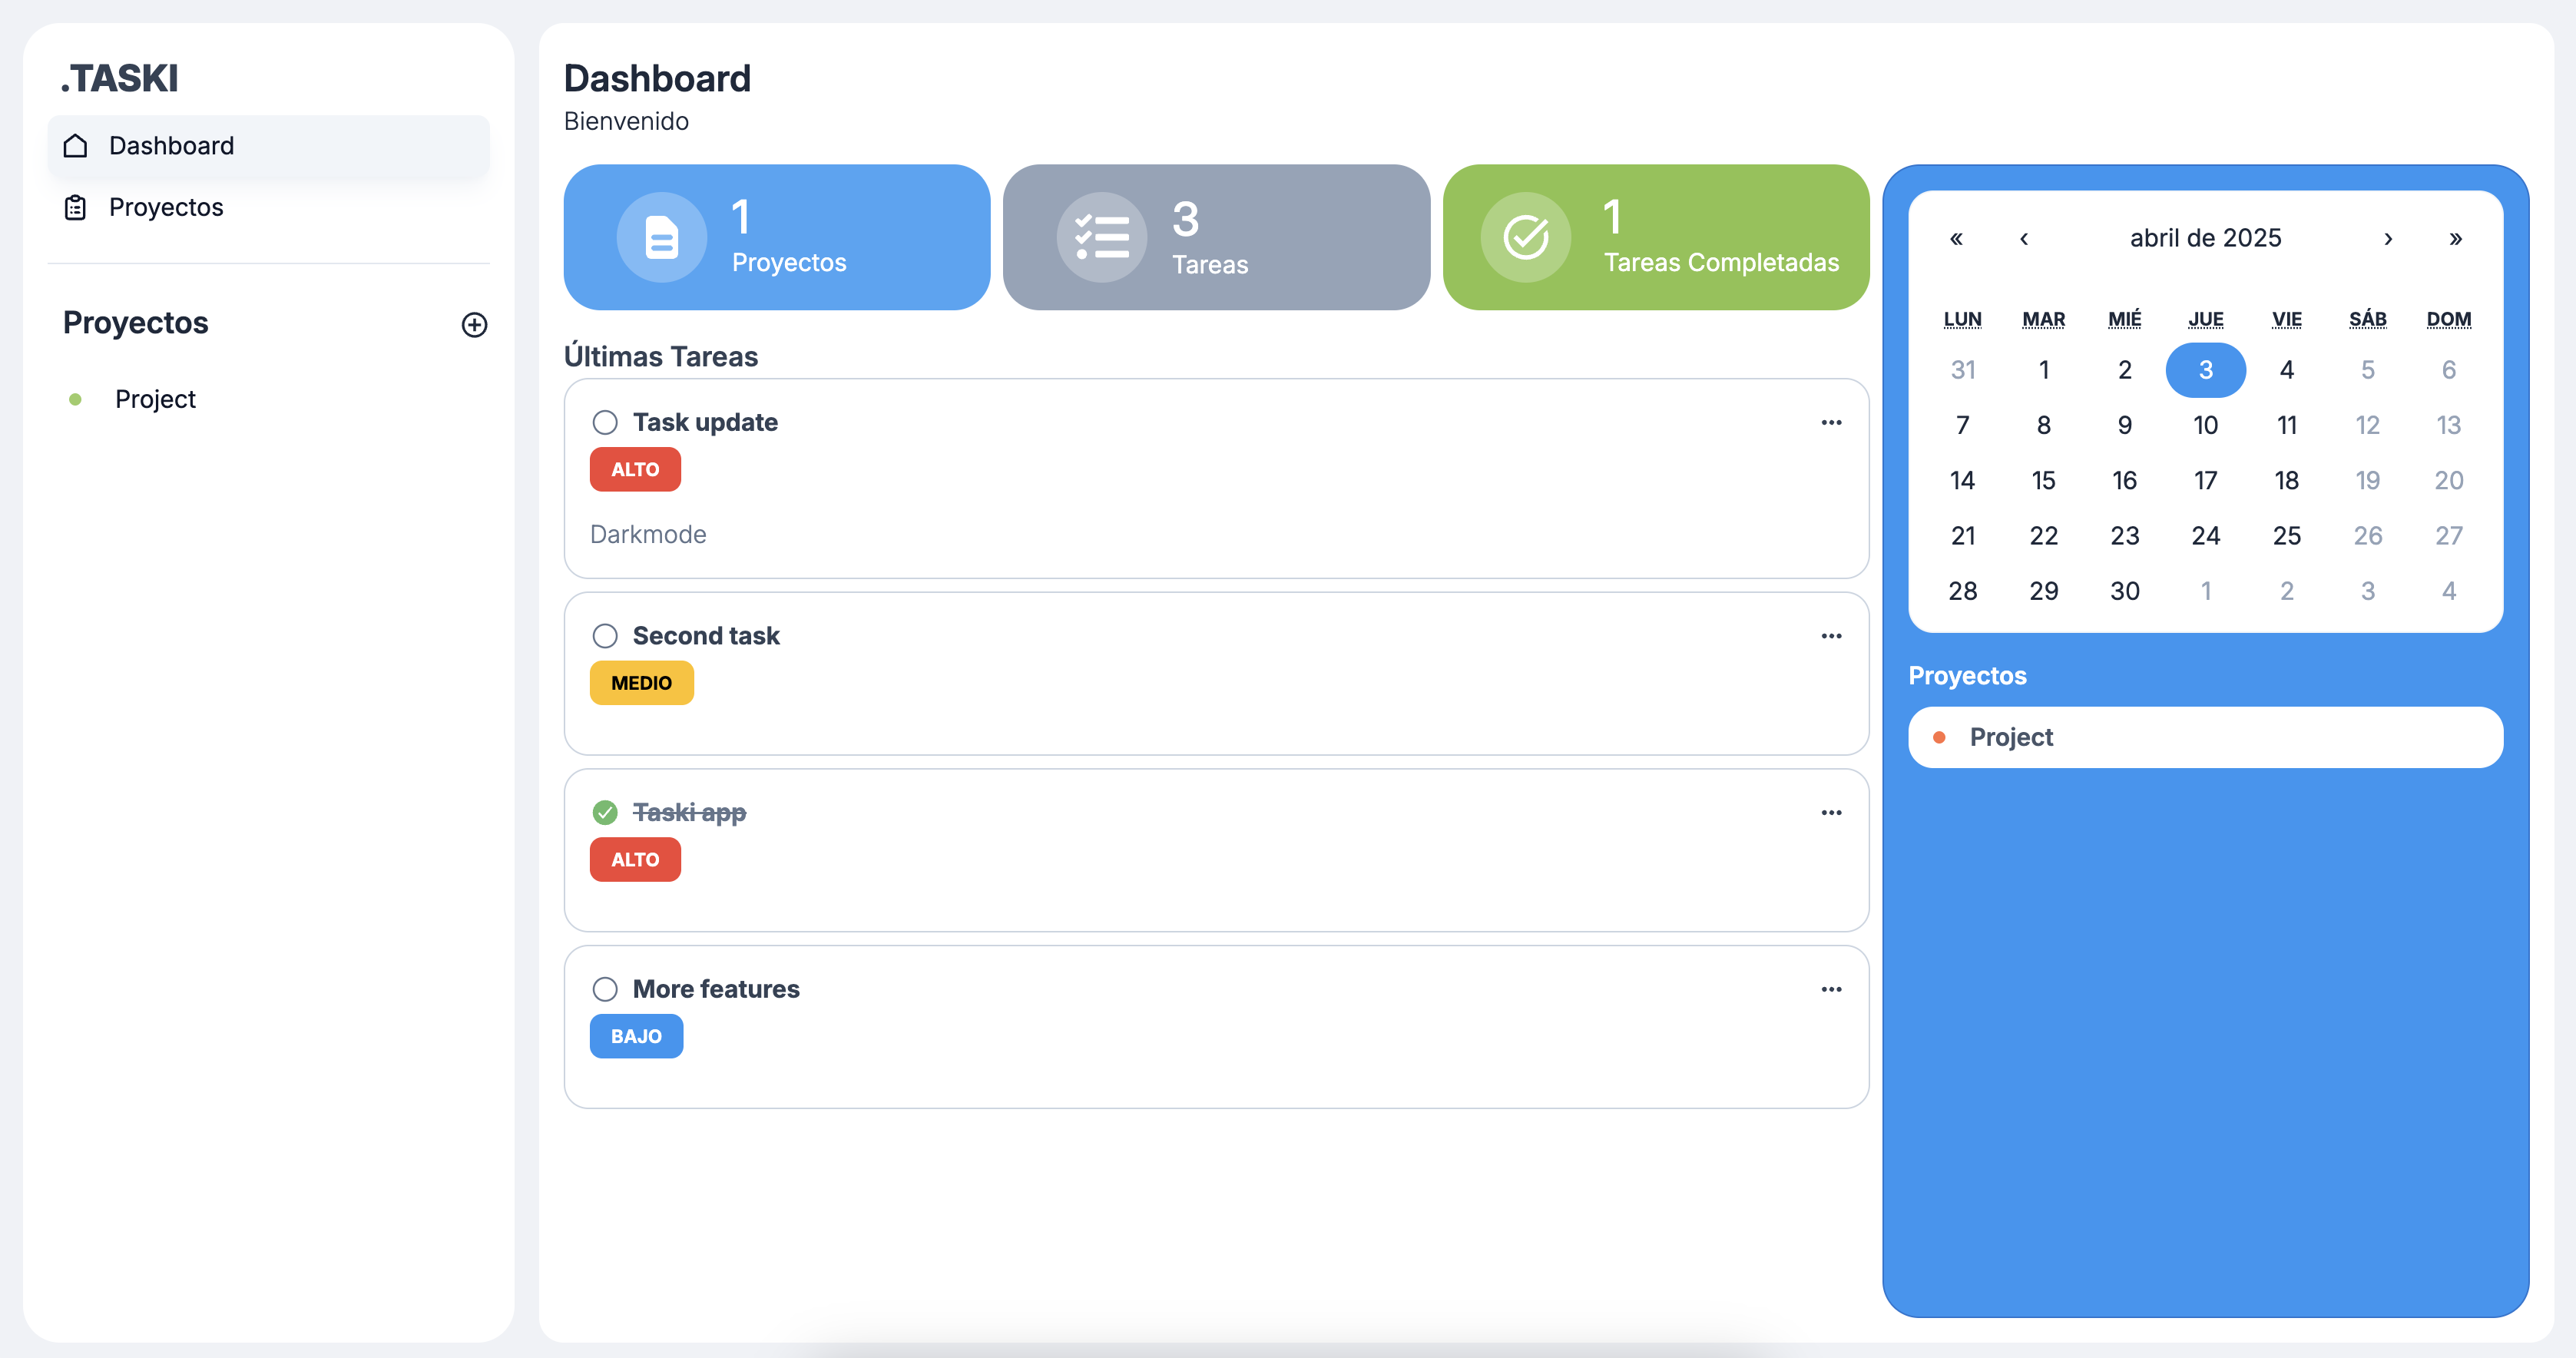 .TASKI
Dashboard
Proyectos
Proyectos
Project
Dashboard
Bienvenido
1
Proyectos
3
Tareas
1
Tareas Completadas
Últimas Tareas
Task update
ALTO
Darkmode
Second task
MEDIO
Taski app
ALTO
More features
BAJO
« ‹ abril de 2025 › »
LUN MAR MIÉ JUE VIE SÁB DOM
31 1 2 3 4 5 6
7 8 9 10 11 12 13
14 15 16 17 18 19 20
21 22 23 24 25 26 27
28 29 30 1 2 3 4
Proyectos
Project